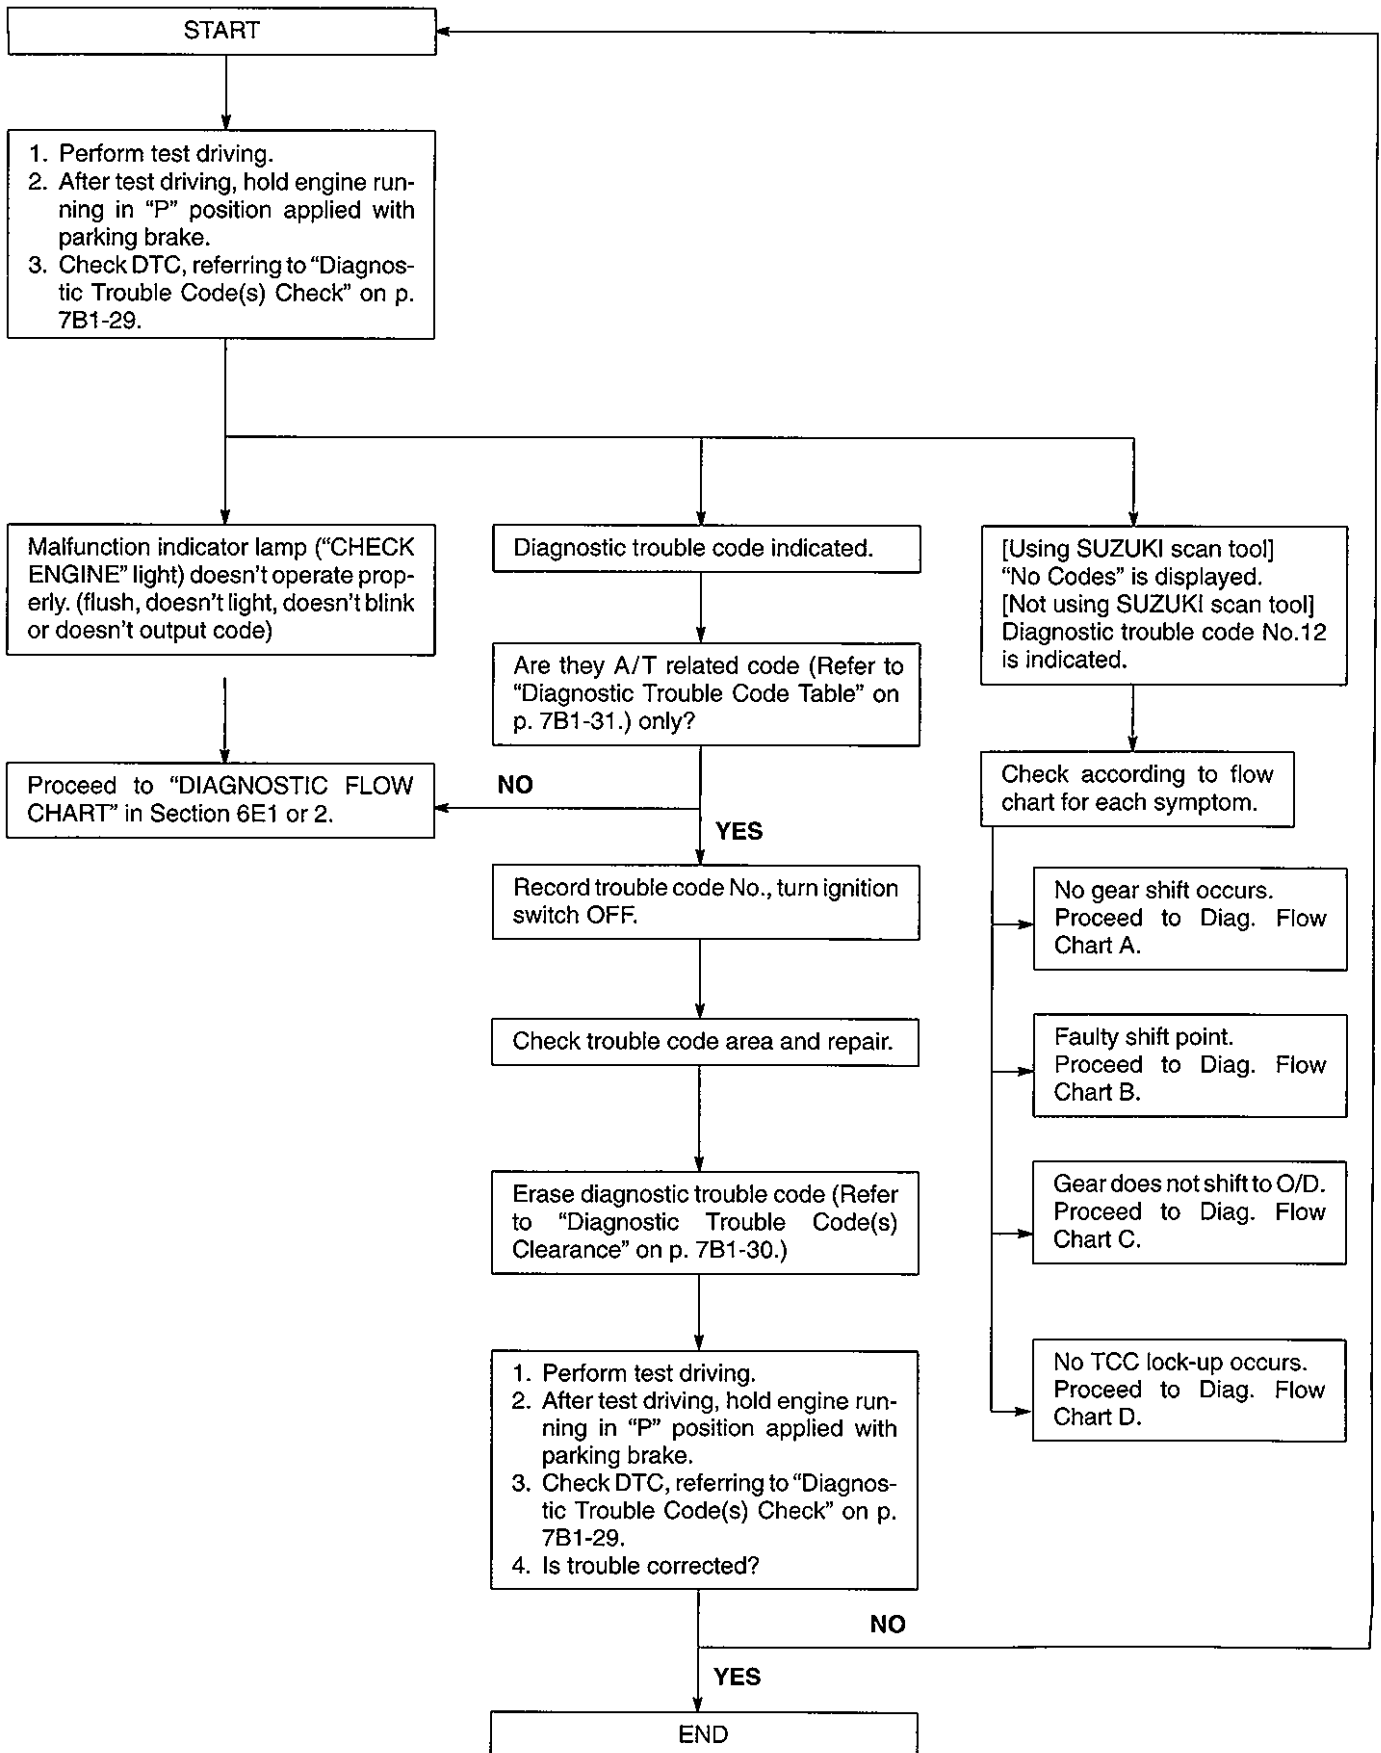 START
1. Perform test driving.
2. After test driving, hold engine run-
ning in “P” position applied with
parking brake.
3. Check DTC, referring to “Diagnos-
tic Trouble Code(s) Check” on p.
7B1-29.
Malfunction indicator lamp (“CHECK
ENGINE” light) doesn’t operate prop-
erly. (flush, doesn’t light, doesn’t blink
or doesn’t output code)
Proceed to “DIAGNOSTIC FLOW
CHART” in Section 6E1 or 2.
Diagnostic trouble code indicated.
Are they A/T related code (Refer to
“Diagnostic Trouble Code Table” on
p. 7B1-31.) only?
NO
YES
Record trouble code No., turn ignition
switch OFF.
Check trouble code area and repair.
Erase diagnostic trouble code (Refer
to “Diagnostic Trouble Code(s)
Clearance” on p. 7B1-30.)
1. Perform test driving.
2. After test driving, hold engine run-
ning in “P” position applied with
parking brake.
3. Check DTC, referring to “Diagnos-
tic Trouble Code(s) Check” on p.
7B1-29.
4. Is trouble corrected?
NO
YES
END
[Using SUZUKI scan tool]
“No Codes” is displayed.
[Not using SUZUKI scan tool]
Diagnostic trouble code No.12
is indicated.
Check according to flow
chart for each symptom.
No gear shift occurs.
Proceed to Diag. Flow
Chart A.
Faulty shift point.
Proceed to Diag. Flow
Chart B.
Gear does not shift to O/D.
Proceed to Diag. Flow
Chart C.
No TCC lock-up occurs.
Proceed to Diag. Flow
Chart D.